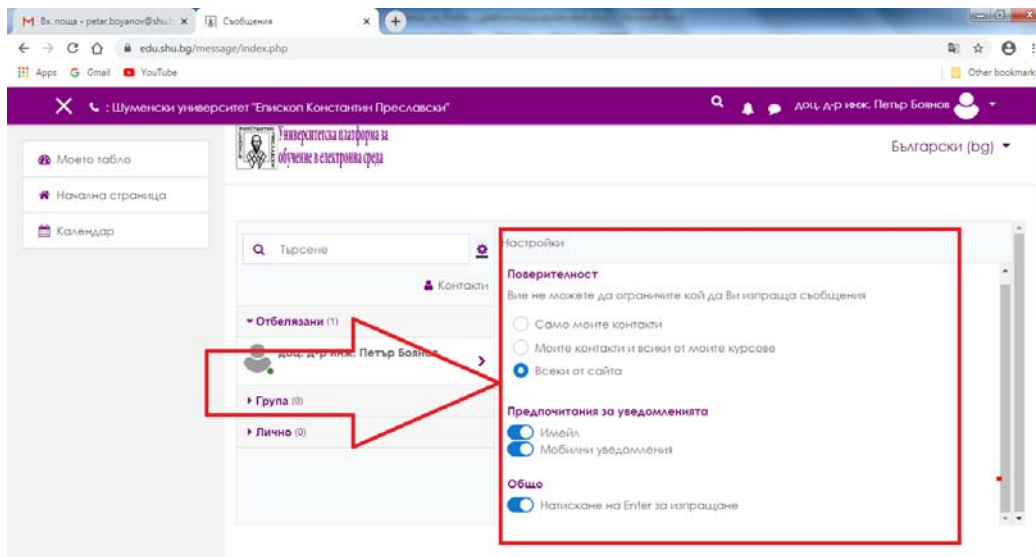 Вх. поща - petar.boyanov@shu.b
Съобщения
edu.shu.bg/message/index.php
Apps Gmail YouTube Other bookmarks
: Шуменски университет "Епископ Константин Преславски"
доц. д-р инж. Петър Боянов
Университетска платформа за
обучение в електронна среда
Български (bg)
Моето табло
Начална страница
Календар
Търсене
Контакти
Отбелязани (1)
доц. д-р инж. Петър Боянов
Група (0)
Лично (0)
Настройки
Поверителност
Вие не можете да ограничите кой да Ви изпраща съобщения
Само моите контакти
Моите контакти и всики от моите курсове
Всеки от сайта
Предпочитания за уведомленията
Имейл
Мобилни уведомления
Общо
Натискане на Enter за изпращане